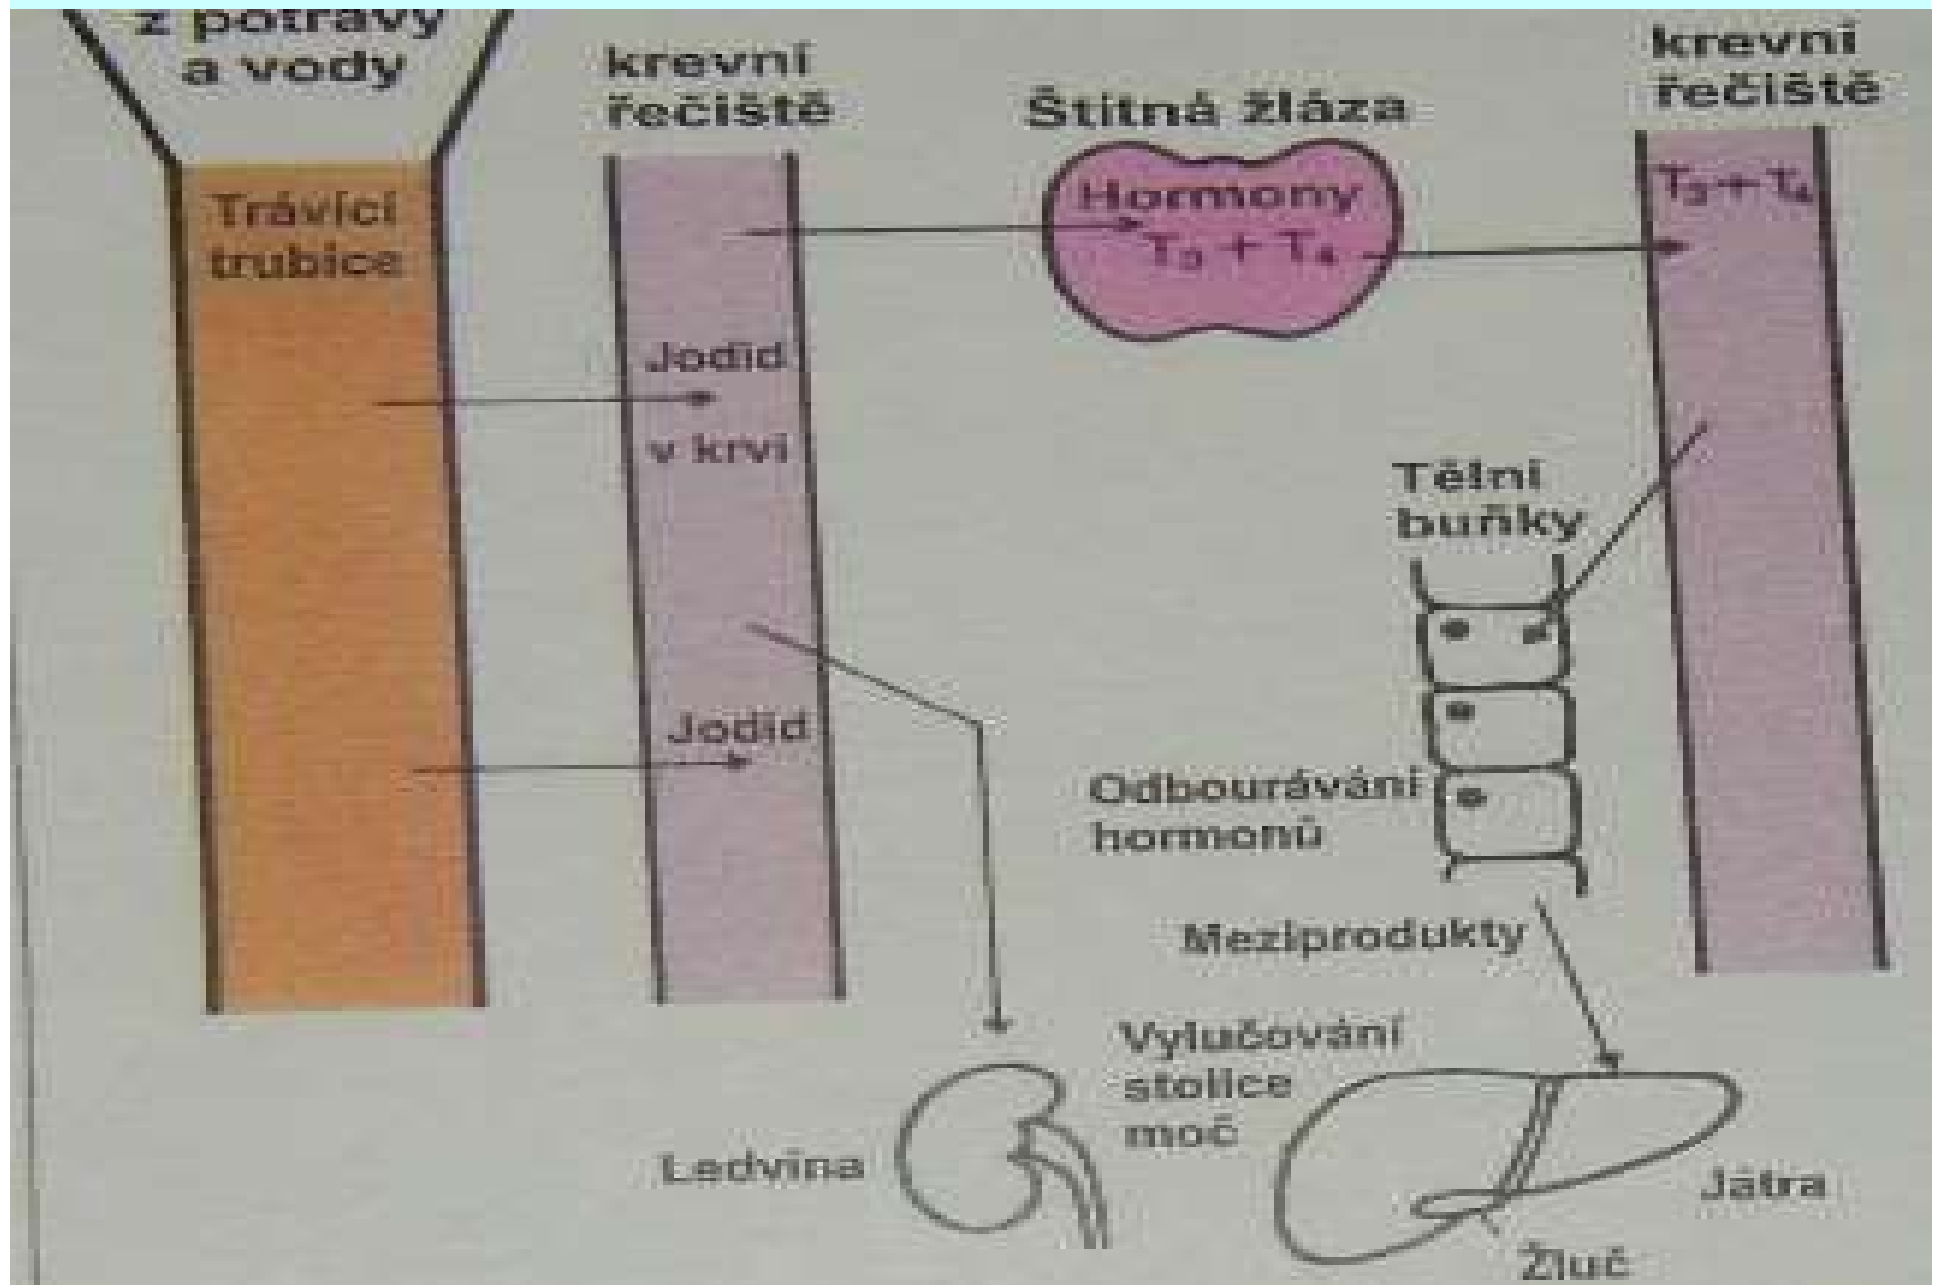 z potravy
a vody
krevní
řečiště
Štítná žláza
krevní
řečiště
Trávící
trubice
Hormony
T₃ + T₄
T₃ + T₄
Jodid
v krvi
Tělní
buňky
Jodid
Odbourávání
hormonů
Meziprodukty
Vylučování
stolice
moč
Ledvina
Játra
Žluč